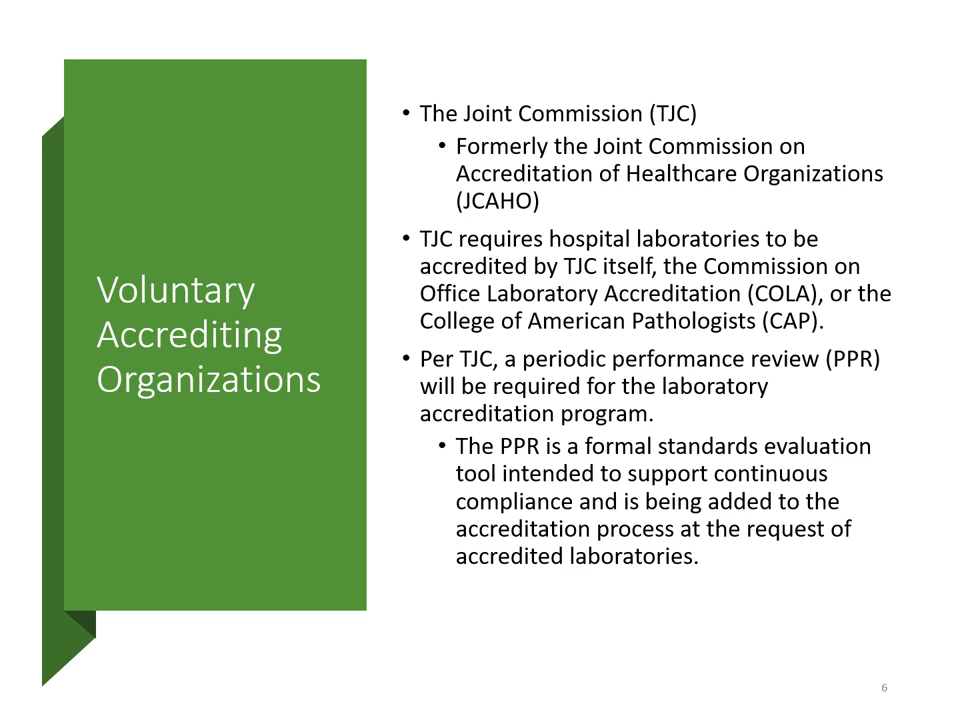 Voluntary
Accrediting
Organizations
• The Joint Commission (TJC)
• Formerly the Joint Commission on
Accreditation of Healthcare Organizations
(JCAHO)
• TJC requires hospital laboratories to be
accredited by TJC itself, the Commission on
Office Laboratory Accreditation (COLA), or the
College of American Pathologists (CAP).
• Per TJC, a periodic performance review (PPR)
will be required for the laboratory
accreditation program.
• The PPR is a formal standards evaluation
tool intended to support continuous
compliance and is being added to the
accreditation process at the request of
accredited laboratories.
6